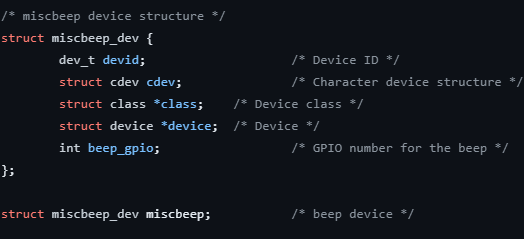 /* miscbeep device structure */
struct miscbeep_dev {
        dev_t devid;                    /* Device ID */
        struct cdev cdev;               /* Character device structure */
        struct class *class;    /* Device class */
        struct device *device;  /* Device */
        int beep_gpio;                  /* GPIO number for the beep */
};

struct miscbeep_dev miscbeep;           /* beep device */